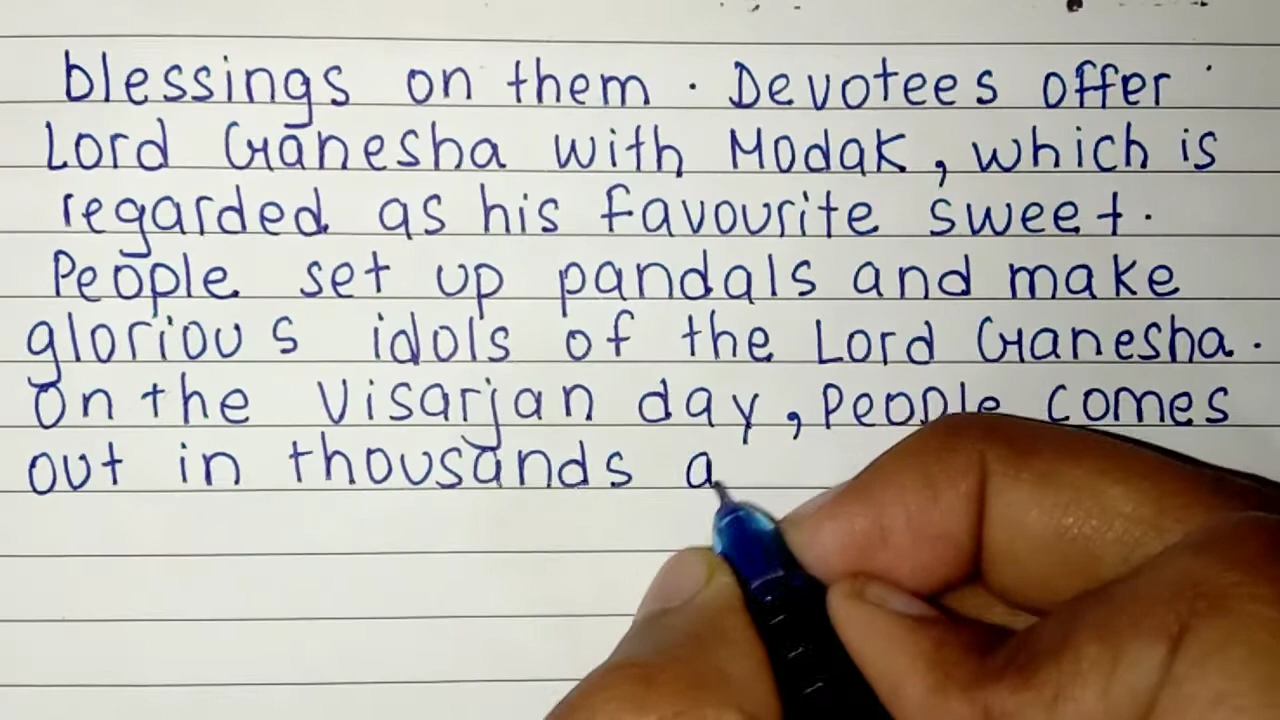 blessings on them. Devotees offer
Lord Ganesha with Modak, which is
regarded as his favourite sweet.
People set up pandals and make
glorious idols of the Lord Ganesha.
On the Visarjan day, People comes
out in thousands a